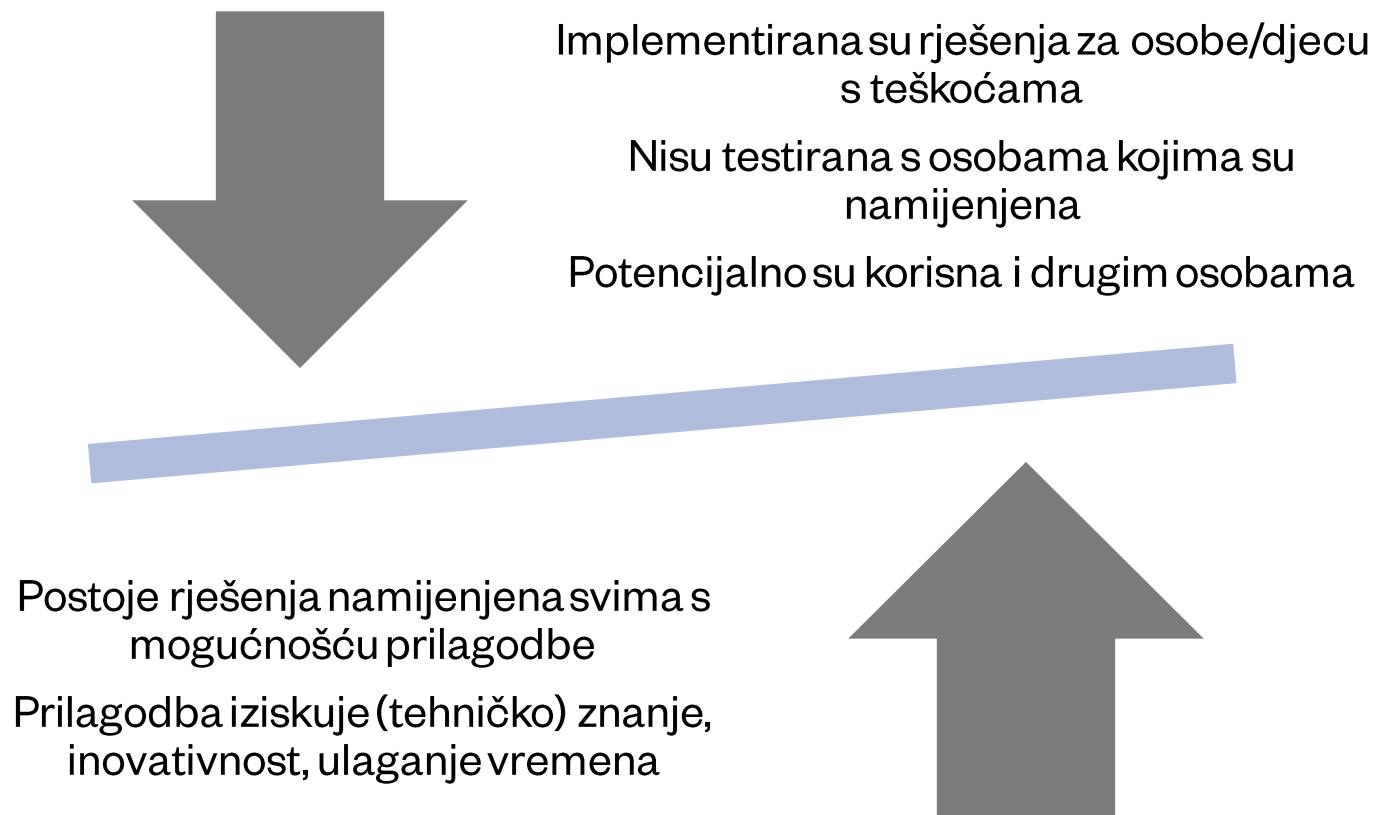 Implementirana su rješenja za osobe/djecu
s teškoćama
Nisu testirana s osobama kojima su
namijenjena
Potencijalno su korisna i drugim osobama
Postoje rješenja namijenjena svima s
mogućnošću prilagodbe
Prilagodba iziskuje (tehničko) znanje,
inovativnost, ulaganje vremena